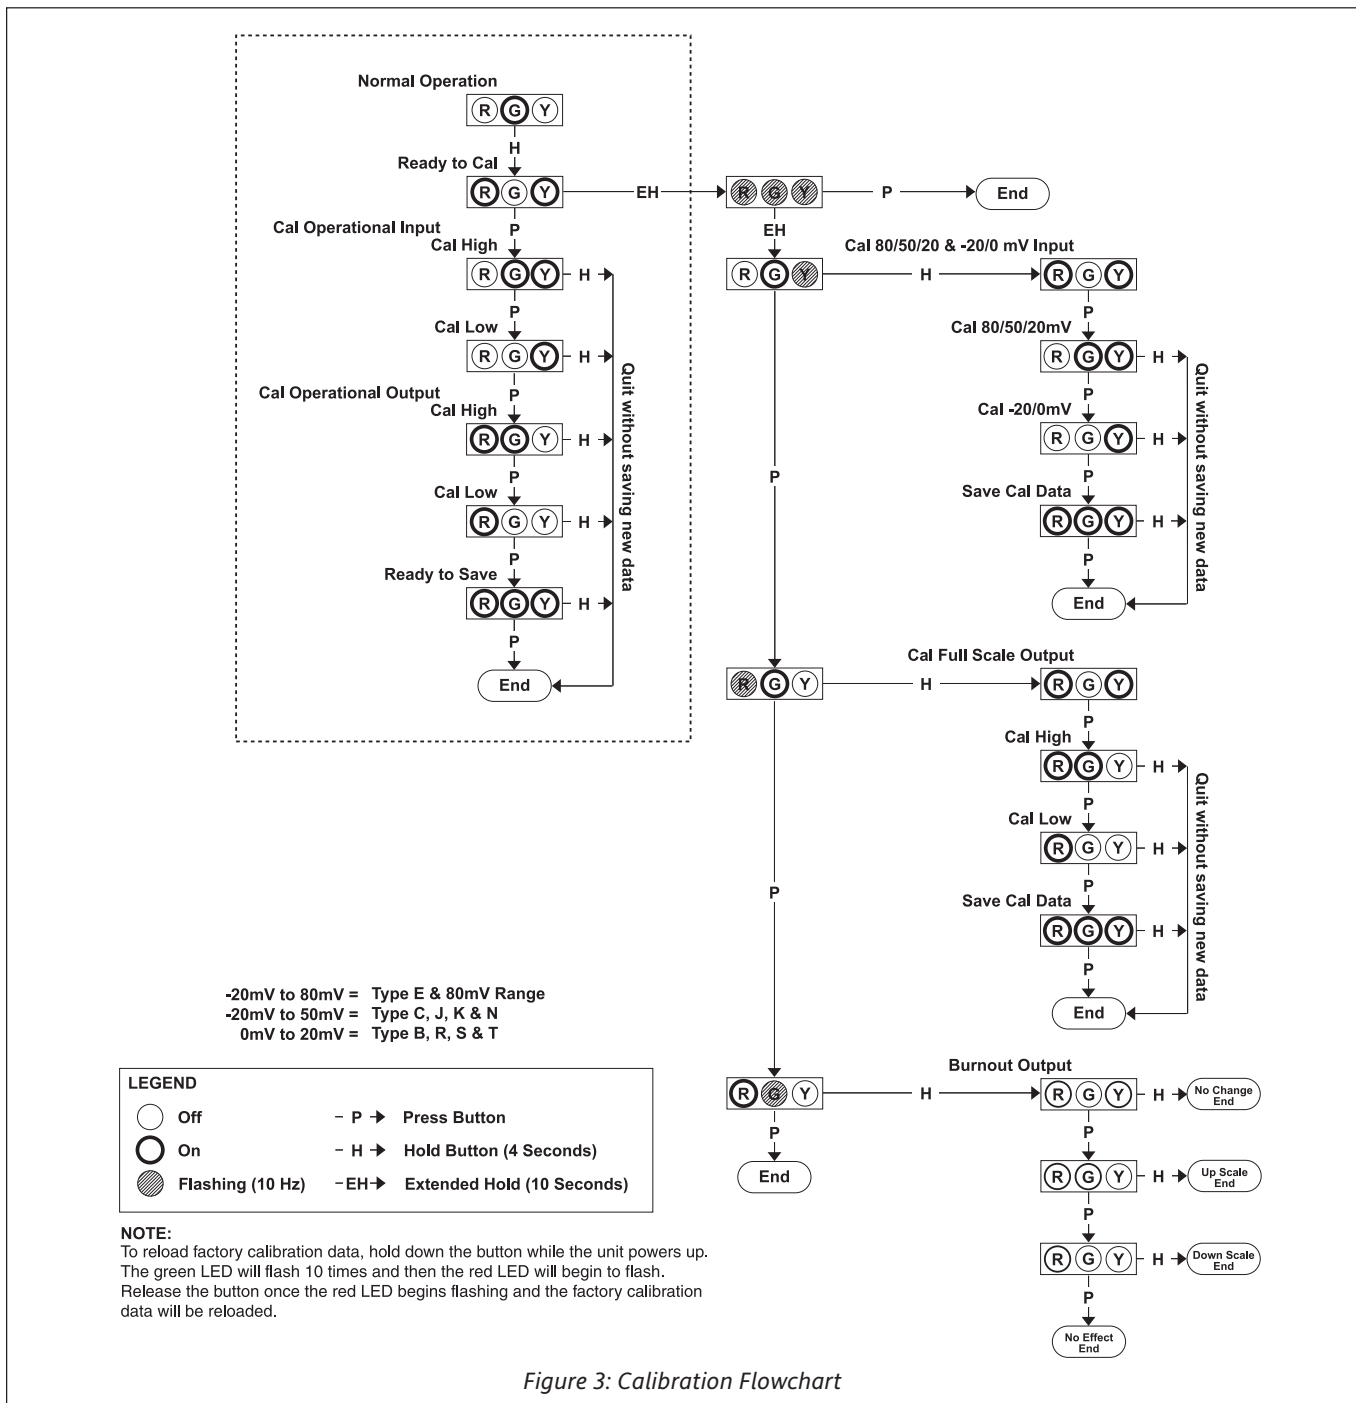 Normal Operation
R G Y
H
Ready to Cal
R G Y
EH
R G Y
P
End
Cal Operational Input
P
EH
Cal High
R G Y
H
Cal 80/50/20 & -20/0 mV Input
R G Y
H
R G Y
P
P
Cal Low
R G Y
H
Cal 80/50/20mV
R G Y
H
Cal Operational Output
P
P
Cal High
R G Y
H
Cal -20/0mV
R G Y
H
P
P
P
Cal Low
R G Y
H
Save Cal Data
R G Y
H
P
P
Ready to Save
R G Y
H
End
Quit without saving new data
Quit without saving new data
P
End
R G Y
H
Cal Full Scale Output
R G Y
P
Cal High
R G Y
H
P
Cal Low
R G Y
H
P
P
Save Cal Data
R G Y
H
P
End
Quit without saving new data
-20mV to 80mV = Type E & 80mV Range
-20mV to 50mV = Type C, J, K & N
0mV to 20mV = Type B, R, S & T
R G Y
H
Burnout Output
R G Y
H
No Change
End
P
P
End
R G Y
H
Up Scale
End
P
R G Y
H
Down Scale
End
P
No Effect
End
LEGEND
Off
P
Press Button
On
H
Hold Button (4 Seconds)
Flashing (10 Hz)
EH
Extended Hold (10 Seconds)
NOTE:
To reload factory calibration data, hold down the button while the unit powers up.
The green LED will flash 10 times and then the red LED will begin to flash.
Release the button once the red LED begins flashing and the factory calibration
data will be reloaded.
Figure 3: Calibration Flowchart